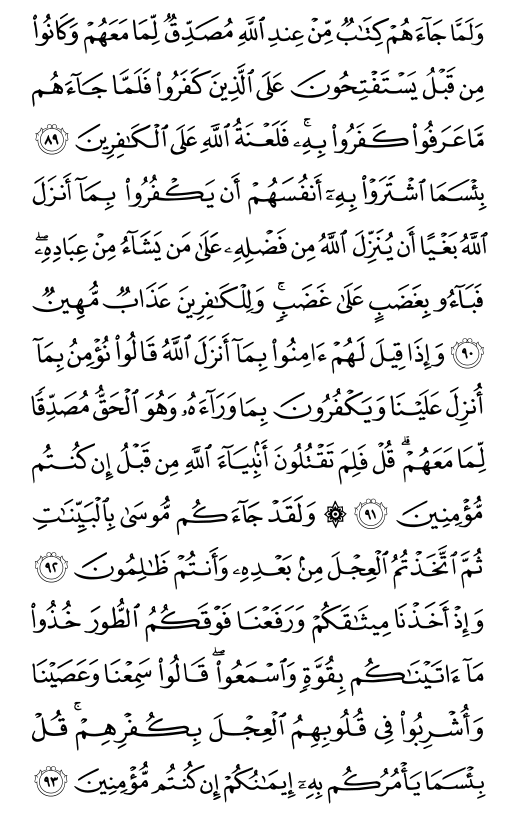 وَلَمَّا جَآءَهُمْ كِتَٰبٌ مِّنْ عِندِ ٱللَّهِ مُصَدِّقٌ لِّمَا مَعَهُمْ وَكَانُوا۟
مِن قَبْلُ يَسْتَفْتِحُونَ عَلَى ٱلَّذِينَ كَفَرُوا۟ فَلَمَّا جَآءَهُم
مَّا عَرَفُوا۟ كَفَرُوا۟ بِهِۦ ۚ فَلَعْنَةُ ٱللَّهِ عَلَى ٱلْكَٰفِرِينَ ٨٩
بِئْسَمَا ٱشْتَرَوْا۟ بِهِۦٓ أَنفُسَهُمْ أَن يَكْفُرُوا۟ بِمَآ أَنزَلَ
ٱللَّهُ بَغْيًا أَن يُنَزِّلَ ٱللَّهُ مِن فَضْلِهِۦ عَلَىٰ مَن يَشَآءُ مِنْ عِبَادِهِۦ ۖ
فَبَآءُو بِغَضَبٍ عَلَىٰ غَضَبٍ ۚ وَلِلْكَٰفِرِينَ عَذَابٌ مُّهِينٌ
٩٠ وَإِذَا قِيلَ لَهُمْ ءَامِنُوا۟ بِمَآ أَنزَلَ ٱللَّهُ قَالُوا۟ نُؤْمِنُ بِمَآ
أُنزِلَ عَلَيْنَا وَيَكْفُرُونَ بِمَا وَرَآءَهُۥ وَهُوَ ٱلْحَقُّ مُصَدِّقًا
لِّمَا مَعَهُمْ ۗ قُلْ فَلِمَ تَقْتُلُونَ أَنۢبِيَآءَ ٱللَّهِ مِن قَبْلُ إِن كُنتُم
مُّؤْمِنِينَ ٩١ ۞ وَلَقَدْ جَآءَكُم مُّوسَىٰ بِٱلْبَيِّنَٰتِ
ثُمَّ ٱتَّخَذْتُمُ ٱلْعِجْلَ مِنۢ بَعْدِهِۦ وَأَنتُمْ ظَٰلِمُونَ ٩٢
وَإِذْ أَخَذْنَا مِيثَٰقَكُمْ وَرَفَعْنَا فَوْقَكُمُ ٱلطُّورَ خُذُوا۟
مَآ ءَاتَيْنَٰكُم بِقُوَّةٍ وَٱسْمَعُوا۟ ۖ قَالُوا۟ سَمِعْنَا وَعَصَيْنَا
وَأُشْرِبُوا۟ فِى قُلُوبِهِمُ ٱلْعِجْلَ بِكُفْرِهِمْ ۚ قُلْ
بِئْسَمَا يَأْمُرُكُم بِهِۦٓ إِيمَٰنُكُمْ إِن كُنتُم مُّؤْمِنِينَ ٩٣